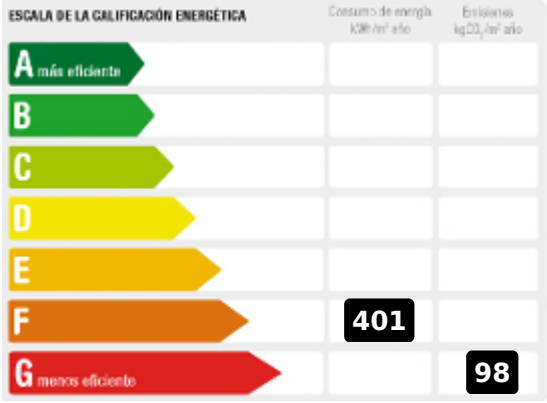 ESCALA DE LA CALIFICACIÓN ENERGÉTICA
Consumo de energía
kWh/m² año
Emisiones
kgCO₂/m² año
A más eficiente
B
C
D
E
F
401
G menos eficiente
98